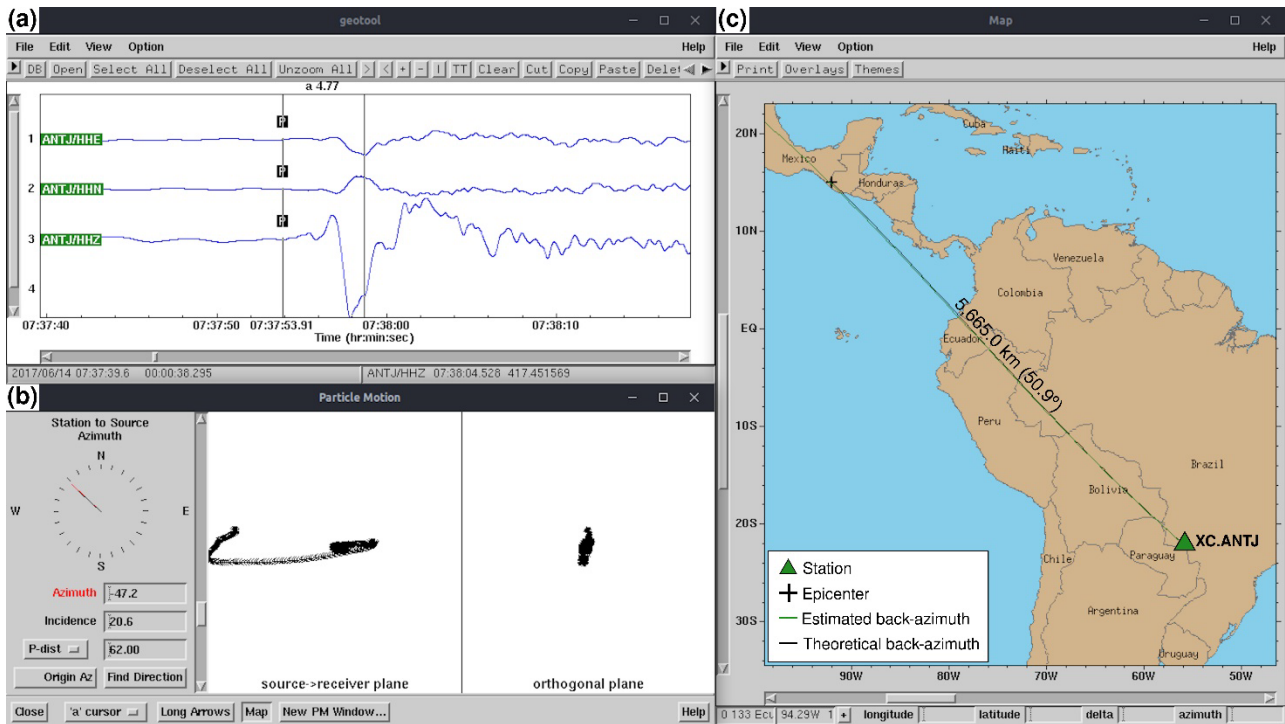 (a)
geotool
File Edit View Option Help
DB Open Select All Deselect All Unzoom All > < + - I TT Clear Cut Copy Paste Delet
a 4.77
P
1 ANTJ/HHE
P
2 ANTJ/HHN
P
3 ANTJ/HHZ
4
07:37:40 07:37:50 07:37:53.91 07:38:00 07:38:10
Time (hr:min:sec)
2017/06/14 07:37:39.6 00:00:38.295 ANTJ/HHZ 07:38:04.528 417.451569
(b)
Particle Motion
Station to Source
Azimuth
N
W E
S
Azimuth -47.2
Incidence 20.6
P-dist 62.00
Origin Az Find Direction
source->receiver plane orthogonal plane
Close 'a' cursor Long Arrows Map New PM Window... Help
(c)
Map
File Edit View Option Help
Print Overlays Themes
20N
10N
EQ
10S
20S
30S
Cuba
Haiti
Mexico
Honduras
Venezuela
Colombia
5,665.0 km (50.9º)
Ecuador
Peru
Brazil
Bolivia
XC.ANTJ
Paraguay
Chile
Argentina
Uruguay
Station
Epicenter
Estimated back-azimuth
Theoretical back-azimuth
90W 80W 70W 60W 50W
0 133 Ecu 94.29W 1 + longitude latitude delta azimuth